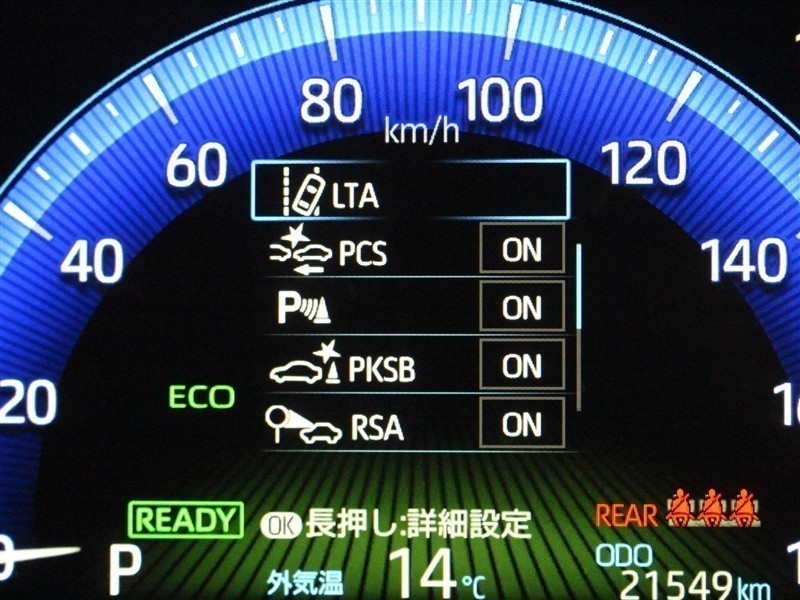 80
100
km/h
60
120
LTA
40
PCS ON
140
P ON
PKSB ON
20
ECO
RSA ON
READY
OK 長押し:詳細設定
REAR
P
外気温 14°C
ODO
21549km